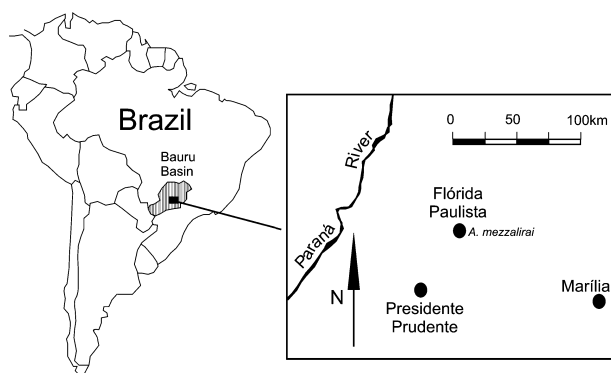 Brazil
Bauru
Basin
0 50 100km
Paraná River
Flórida
Paulista
A. mezzalirai
N
Presidente
Prudente
Marília